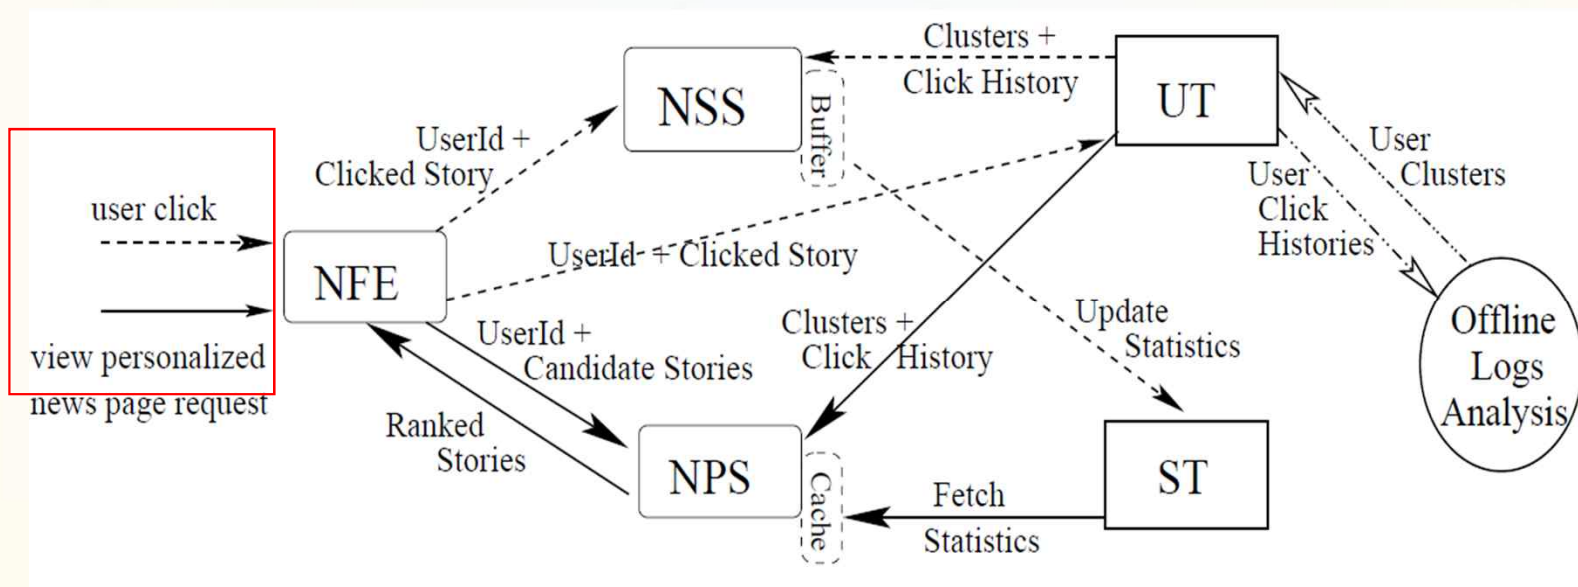 Clusters +
Click History
NSS
Buffer
UT
UserId +
Clicked Story
User
Clusters
User
Click
Histories
user click
NFE
UserId + Clicked Story
view personalized
news page request
UserId +
Candidate Stories
Clusters +
Click History
Update
Statistics
Offline
Logs
Analysis
Ranked
Stories
NPS
Cache
Fetch
Statistics
ST